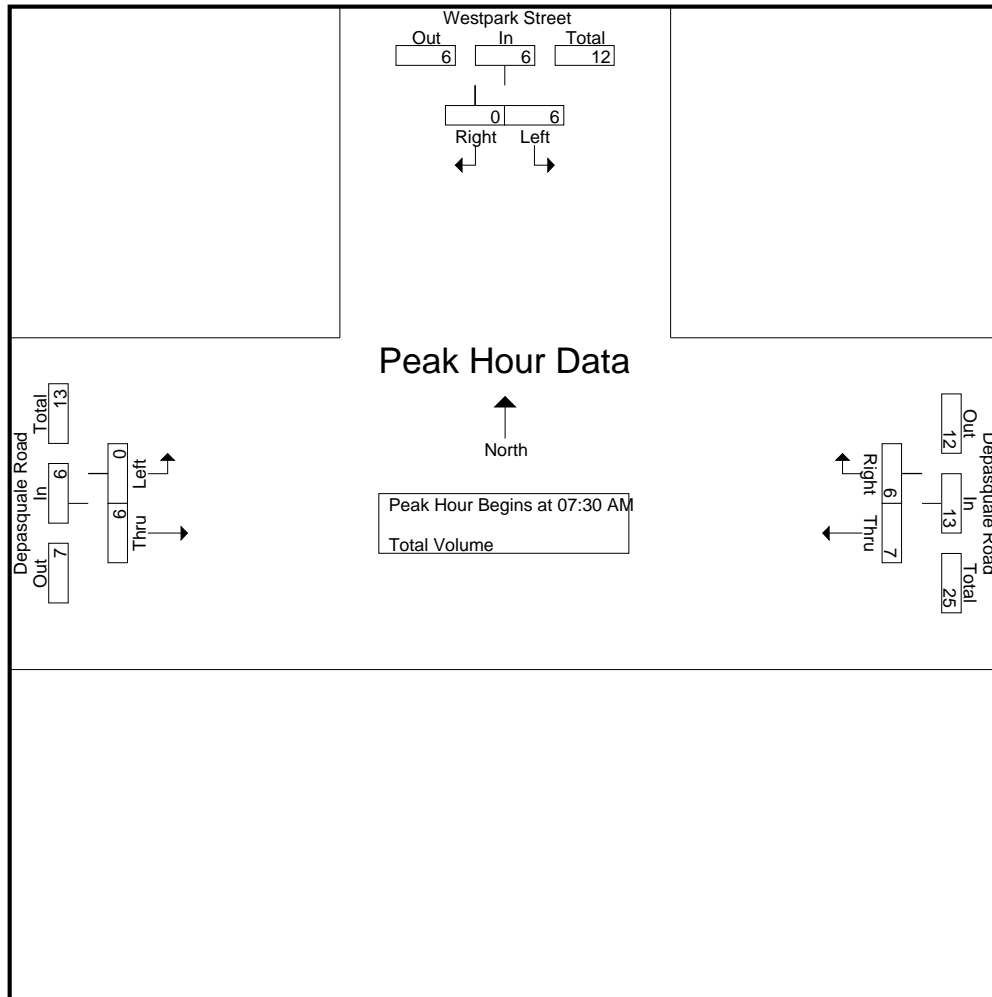 Westpark Street
Out In Total
6 6 12
0 6
Right Left
Peak Hour Data
North
Peak Hour Begins at 07:30 AM
Total Volume
Depasquale Road
Out In Total
7 6 13
Thru Left
6 0
Depasquale Road
Out In Total
12 13 25
Right Thru
6 7